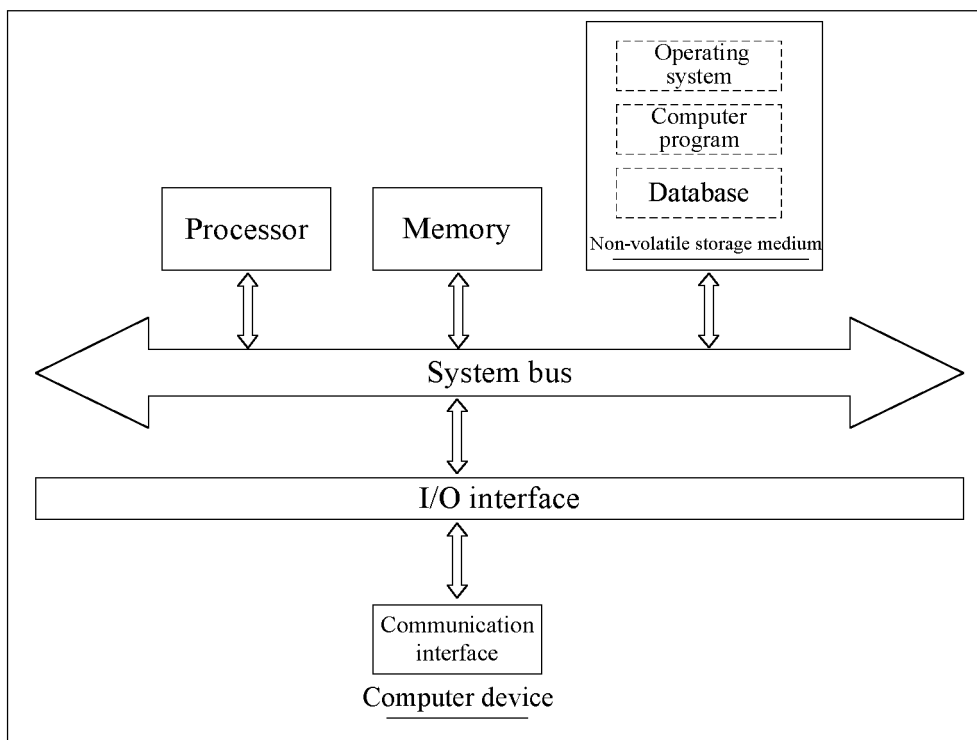 Operating
system
Computer
program
Database
Non-volatile storage medium
Processor
Memory
System bus
I/O interface
Communication
interface
Computer device